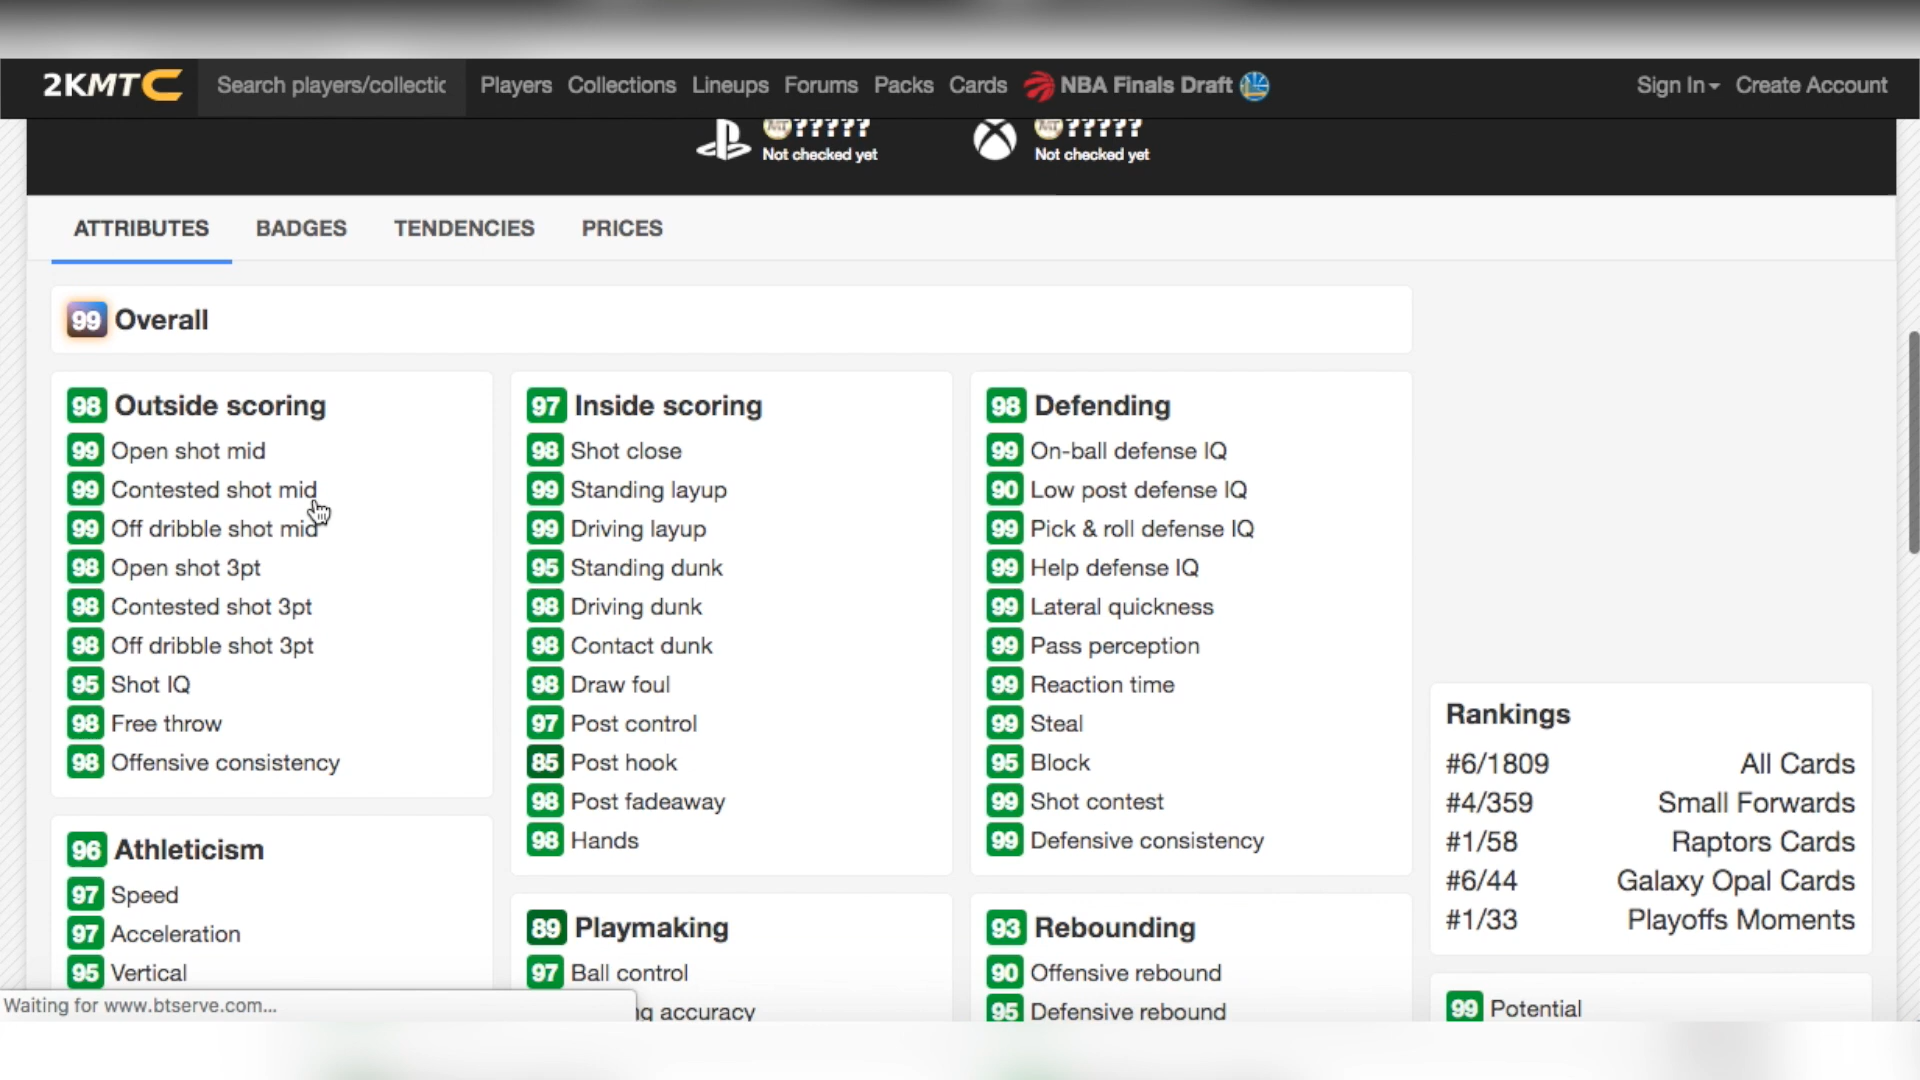 2KMTC Search players/collectic Players Collections Lineups Forums Packs Cards NBA Finals Draft Sign In Create Account
MT ????? MT ?????
Not checked yet Not checked yet
ATTRIBUTES BADGES TENDENCIES PRICES
99 Overall
98 Outside scoring
99 Open shot mid
99 Contested shot mid
99 Off dribble shot mid
98 Open shot 3pt
98 Contested shot 3pt
98 Off dribble shot 3pt
95 Shot IQ
98 Free throw
98 Offensive consistency
96 Athleticism
97 Speed
97 Acceleration
95 Vertical
97 Inside scoring
98 Shot close
99 Standing layup
99 Driving layup
95 Standing dunk
98 Driving dunk
98 Contact dunk
98 Draw foul
97 Post control
85 Post hook
98 Post fadeaway
98 Hands
89 Playmaking
97 Ball control
accuracy
98 Defending
99 On-ball defense IQ
90 Low post defense IQ
99 Pick & roll defense IQ
99 Help defense IQ
99 Lateral quickness
99 Pass perception
99 Reaction time
99 Steal
95 Block
99 Shot contest
99 Defensive consistency
93 Rebounding
90 Offensive rebound
95 Defensive rebound
Rankings
#6/1809 All Cards
#4/359 Small Forwards
#1/58 Raptors Cards
#6/44 Galaxy Opal Cards
#1/33 Playoffs Moments
99 Potential
Waiting for www.btserve.com...